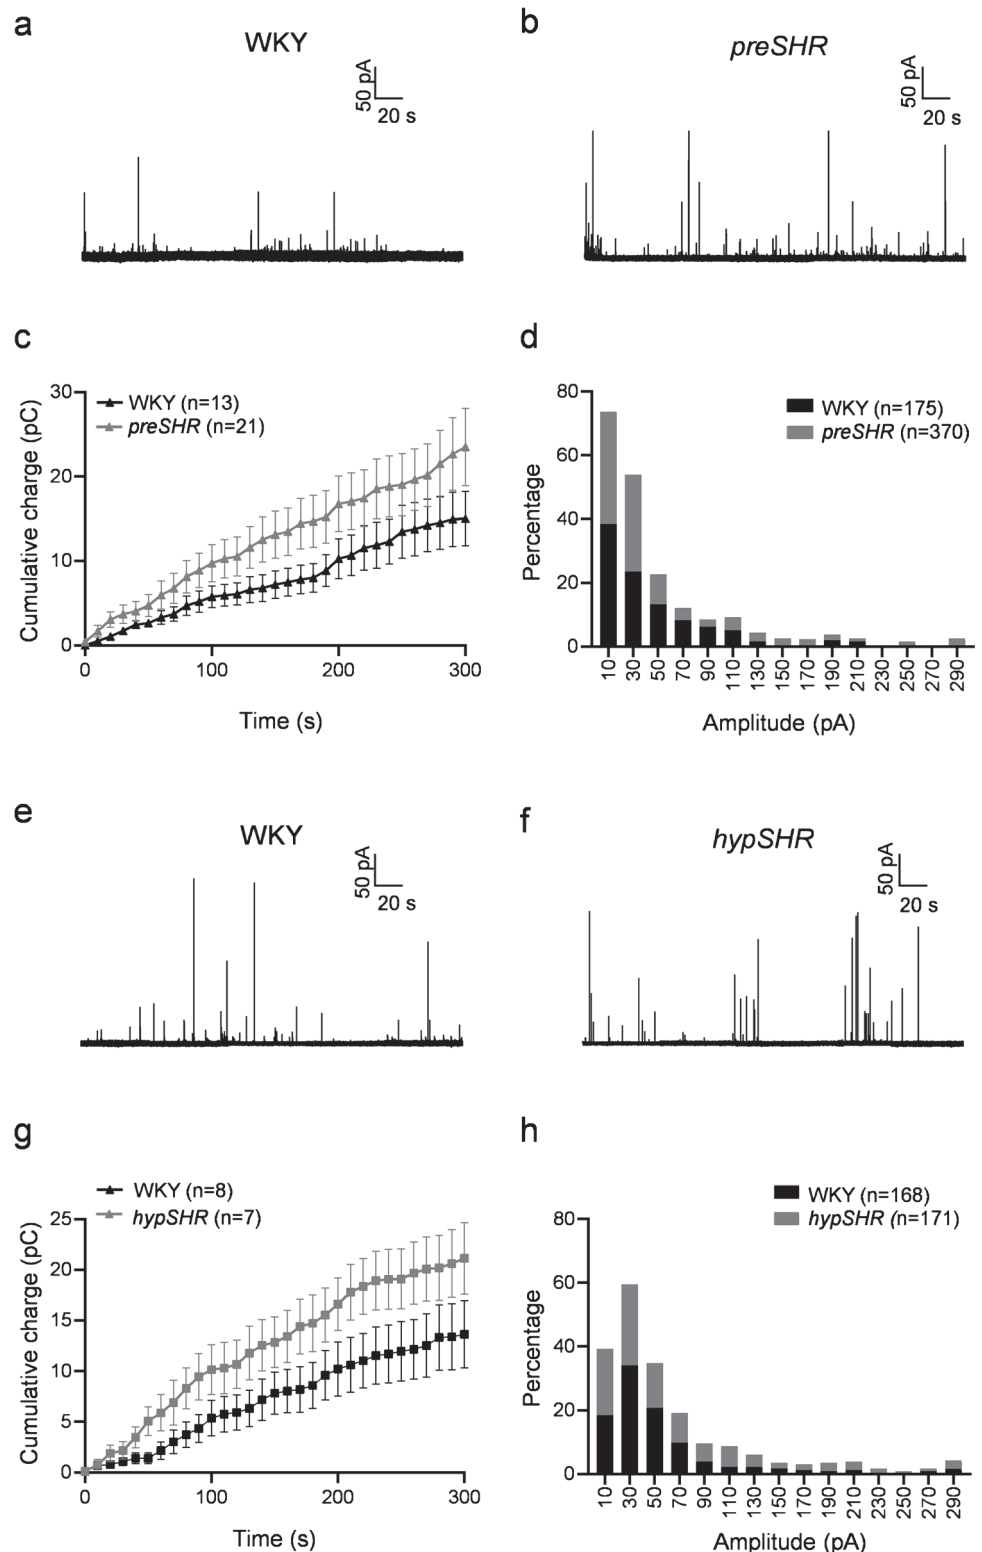 a
WKY
50 pA
20 s
b
preSHR
50 pA
20 s
c
Cumulative charge (pC)
30
20
10
0
WKY (n=13)
preSHR (n=21)
0 100 200 300
Time (s)
d
Percentage
80
60
40
20
0
WKY (n=175)
preSHR (n=370)
10 30 50 70 90 110 130 150 170 190 210 230 250 270 290
Amplitude (pA)
e
WKY
50 pA
20 s
f
hypSHR
50 pA
20 s
g
WKY (n=8)
hypSHR (n=7)
Cumulative charge (pC)
25
20
15
10
5
0
0 100 200 300
Time (s)
h
WKY (n=168)
hypSHR (n=171)
Percentage
80
60
40
20
0
10 30 50 70 90 110 130 150 170 190 210 230 250 270 290
Amplitude (pA)